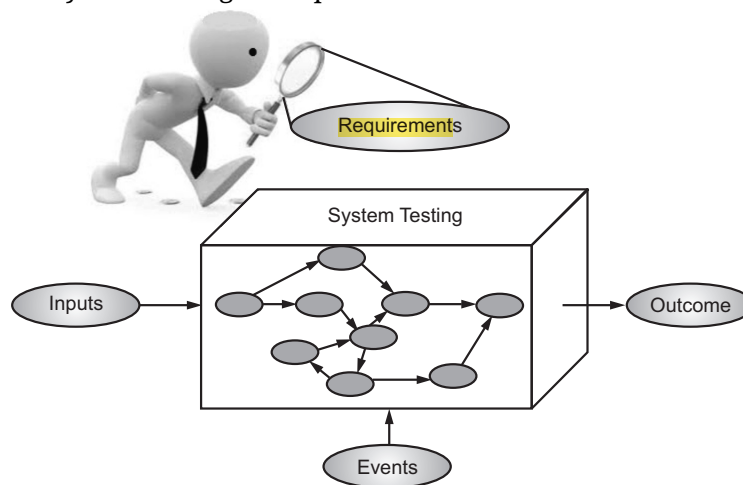 Requirements
System Testing
Inputs
Outcome
Events